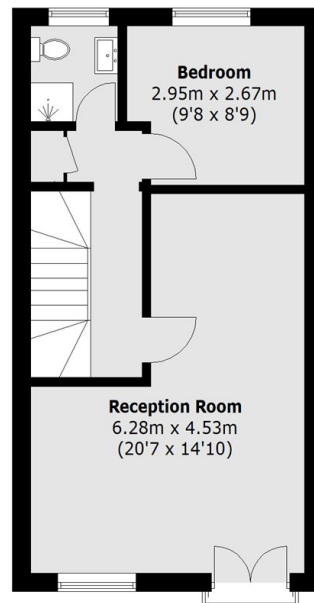 Bedroom
2.95m x 2.67m
(9'8 x 8'9)
Reception Room
6.28m x 4.53m
(20'7 x 14'10)